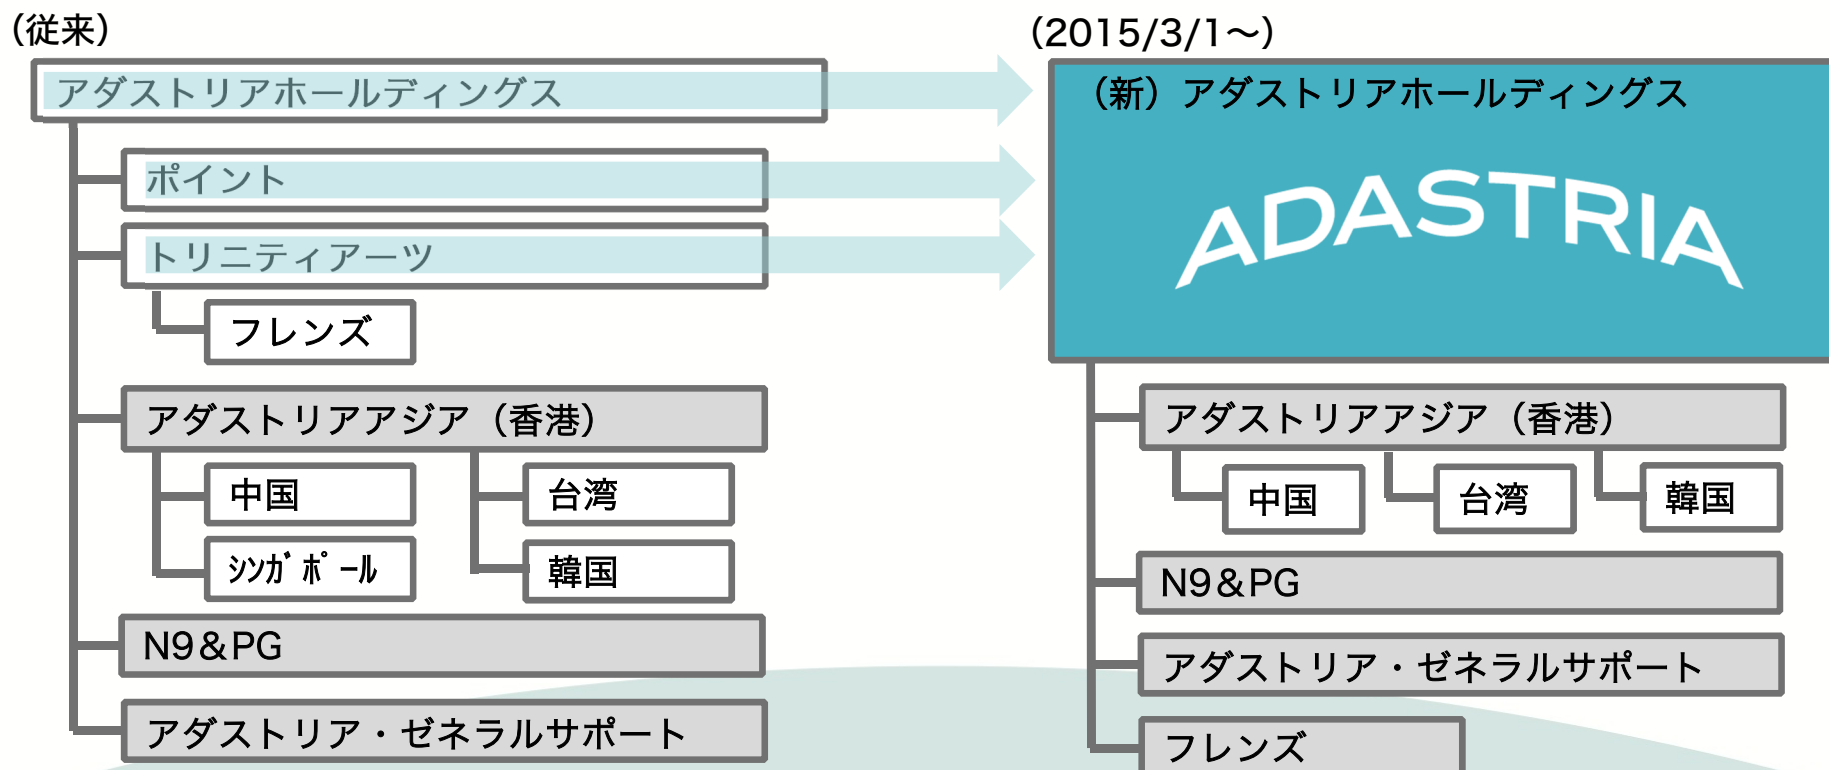 （従来）
アダストリアホールディングス
ポイント
トリニティアーツ
フレンズ
アダストリアアジア（香港）
中国
台湾
ｼﾝｶﾞﾎﾟｰﾙ
韓国
N9＆PG
アダストリア・ゼネラルサポート
（2015/3/1～）
（新）アダストリアホールディングス
ADASTRIA
アダストリアアジア（香港）
中国
台湾
韓国
N9＆PG
アダストリア・ゼネラルサポート
フレンズ